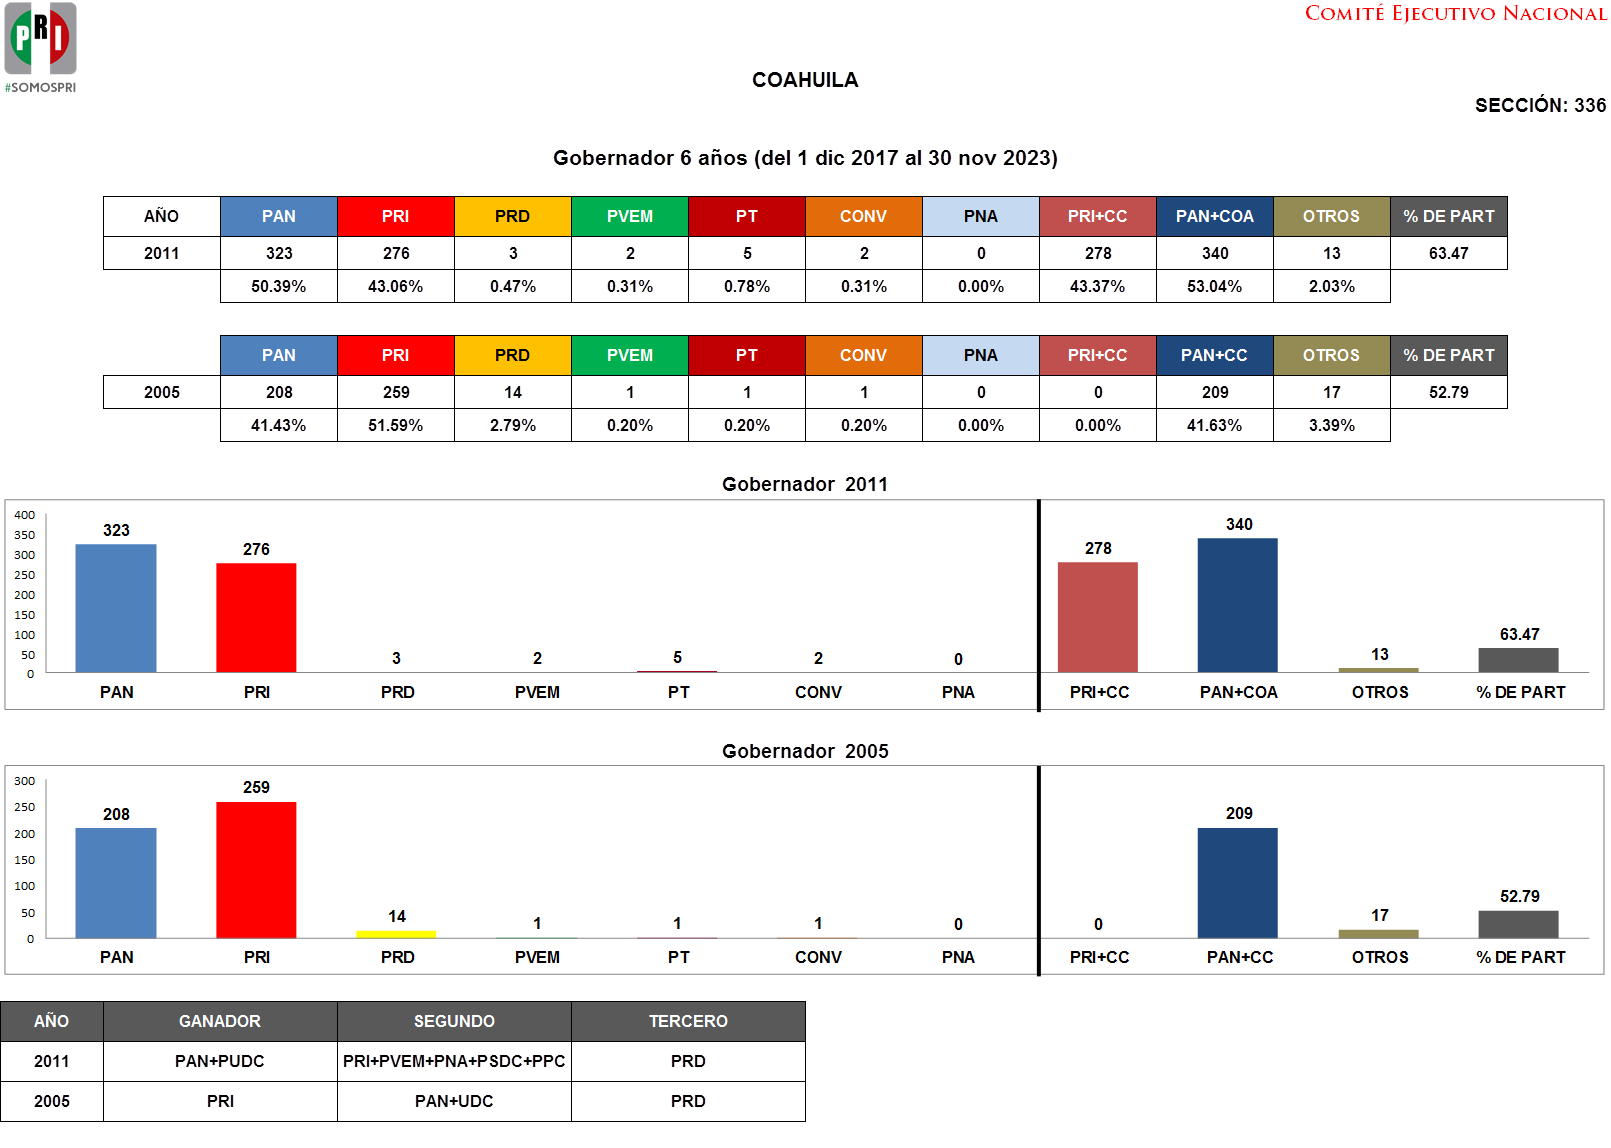 PRI
#SOMOSPRI
COMITÉ EJECUTIVO NACIONAL
COAHUILA
SECCIÓN: 336
Gobernador 6 años (del 1 dic 2017 al 30 nov 2023)
AÑO PAN PRI PRD PVEM PT CONV PNA PRI+CC PAN+COA OTROS % DE PART
2011 323 276 3 2 5 2 0 278 340 13 63.47
50.39% 43.06% 0.47% 0.31% 0.78% 0.31% 0.00% 43.37% 53.04% 2.03%
PAN PRI PRD PVEM PT CONV PNA PRI+CC PAN+CC OTROS % DE PART
2005 208 259 14 1 1 1 0 0 209 17 52.79
41.43% 51.59% 2.79% 0.20% 0.20% 0.20% 0.00% 0.00% 41.63% 3.39%
Gobernador 2011
400
350
300
250
200
150
100
50
0
323 276 3 2 5 2 0 278 340 13 63.47
PAN PRI PRD PVEM PT CONV PNA PRI+CC PAN+COA OTROS % DE PART
Gobernador 2005
300
250
200
150
100
50
0
208 259 14 1 1 1 0 0 209 17 52.79
PAN PRI PRD PVEM PT CONV PNA PRI+CC PAN+CC OTROS % DE PART
AÑO GANADOR SEGUNDO TERCERO
2011 PAN+PUDC PRI+PVEM+PNA+PSDC+PPC PRD
2005 PRI PAN+UDC PRD